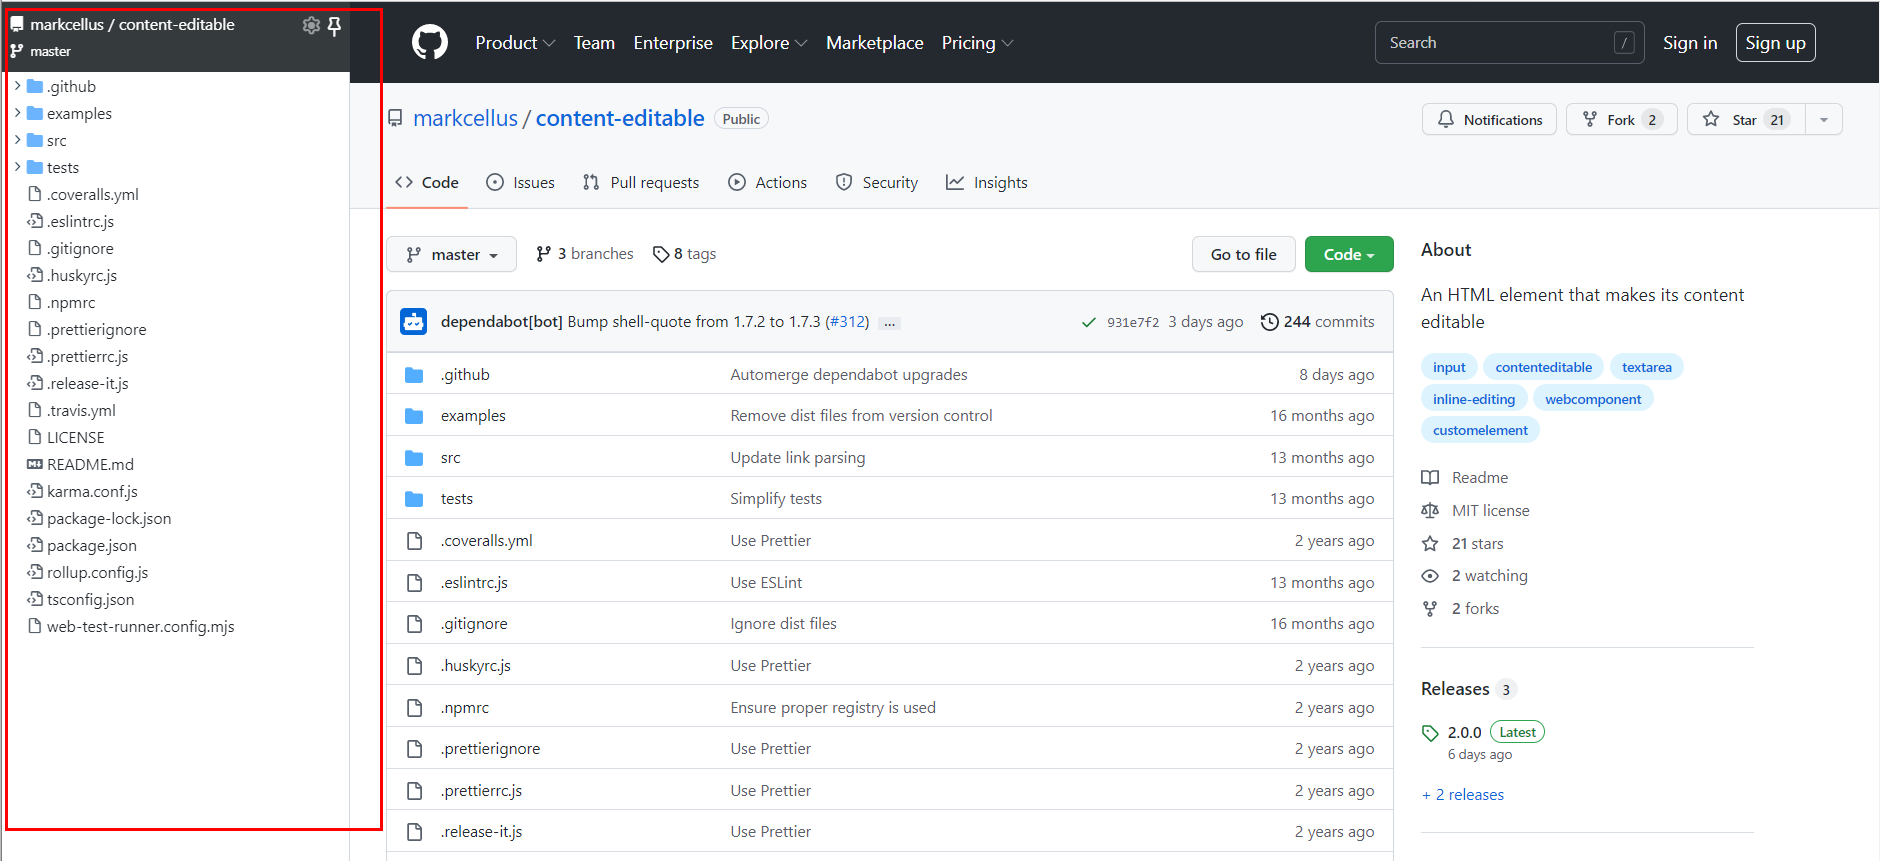 markcellus / content-editable
master
.github
examples
src
tests
.coveralls.yml
.eslintrc.js
.gitignore
.huskyrc.js
.npmrc
.prettierignore
.prettierrc.js
.release-it.js
.travis.yml
LICENSE
README.md
karma.conf.js
package-lock.json
package.json
rollup.config.js
tsconfig.json
web-test-runner.config.mjs
Product Team Enterprise Explore Marketplace Pricing Search / Sign in Sign up
markcellus / content-editable Public Notifications Fork 2 Star 21
Code Issues Pull requests Actions Security Insights
master 3 branches 8 tags Go to file Code
dependabot[bot] Bump shell-quote from 1.7.2 to 1.7.3 (#312) ... 931e7f2 3 days ago 244 commits
.github Automerge dependabot upgrades 8 days ago
examples Remove dist files from version control 16 months ago
src Update link parsing 13 months ago
tests Simplify tests 13 months ago
.coveralls.yml Use Prettier 2 years ago
.eslintrc.js Use ESLint 13 months ago
.gitignore Ignore dist files 16 months ago
.huskyrc.js Use Prettier 2 years ago
.npmrc Ensure proper registry is used 2 years ago
.prettierignore Use Prettier 2 years ago
.prettierrc.js Use Prettier 2 years ago
.release-it.js Use Prettier 2 years ago
About
An HTML element that makes its content
editable
input contenteditable textarea
inline-editing webcomponent
customelement
Readme
MIT license
21 stars
2 watching
2 forks
Releases 3
2.0.0 Latest
6 days ago
+ 2 releases